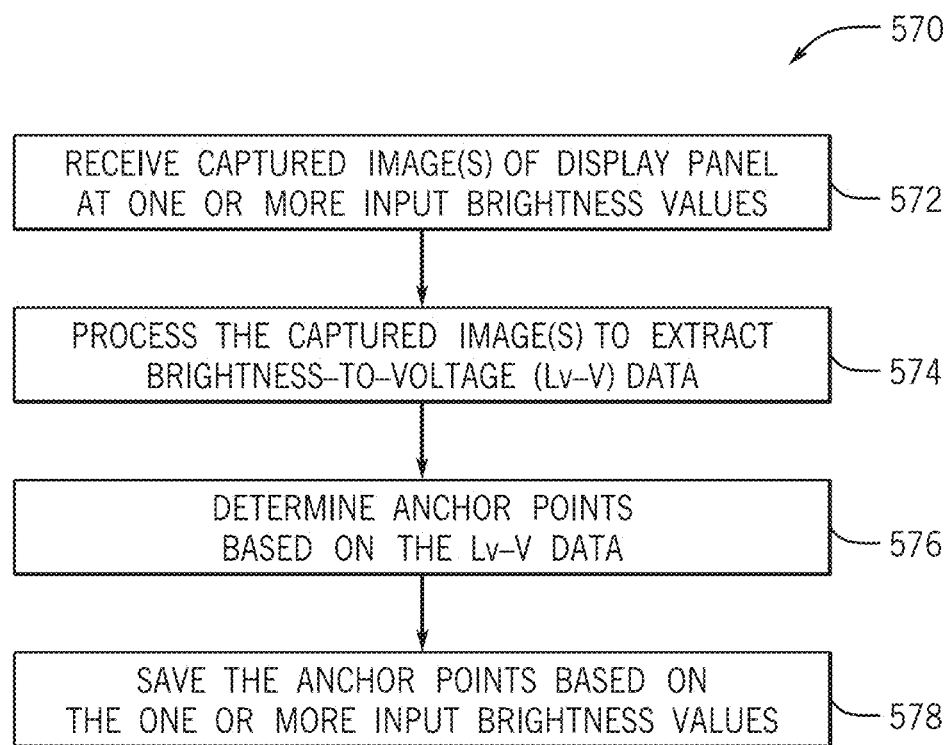 570
RECEIVE CAPTURED IMAGE(S) OF DISPLAY PANEL
AT ONE OR MORE INPUT BRIGHTNESS VALUES
572
PROCESS THE CAPTURED IMAGE(S) TO EXTRACT
BRIGHTNESS-TO-VOLTAGE (Lv-V) DATA
574
DETERMINE ANCHOR POINTS
BASED ON THE Lv-V DATA
576
SAVE THE ANCHOR POINTS BASED ON
THE ONE OR MORE INPUT BRIGHTNESS VALUES
578